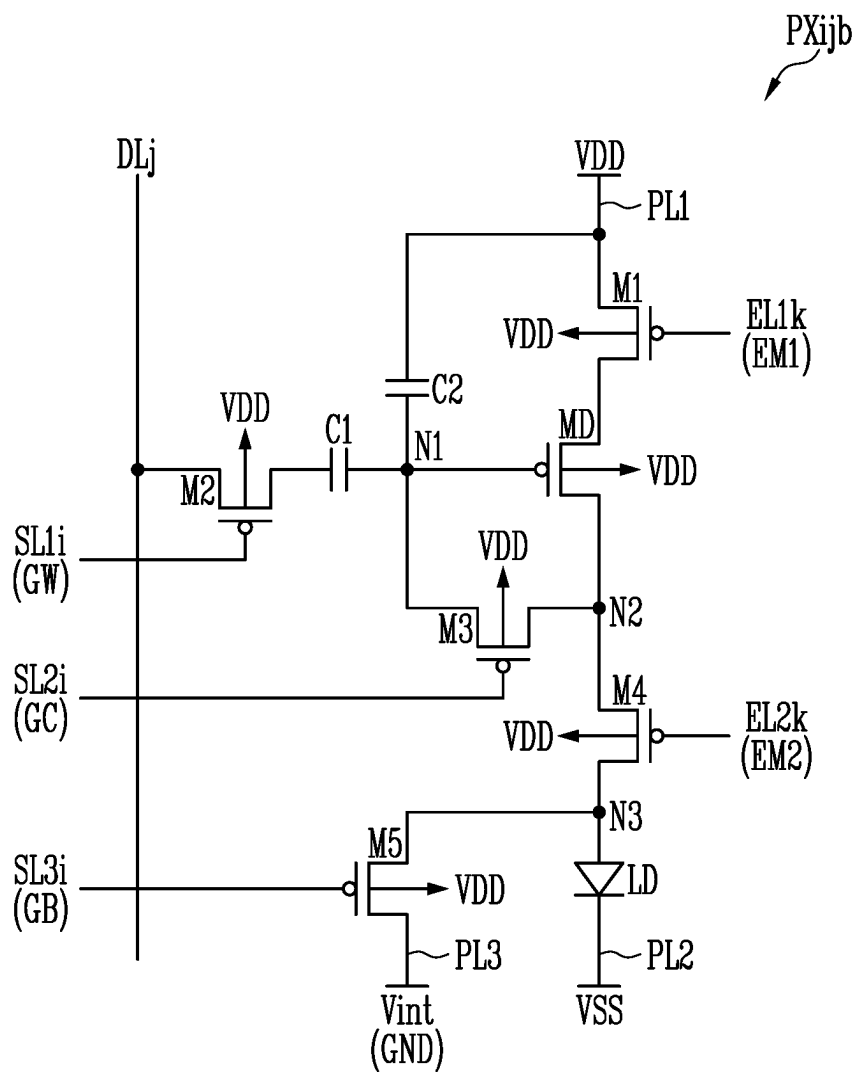 PXijb
DLj
VDD
PL1
M1
VDD
EL1k
(EM1)
C2
VDD
C1
N1
MD
VDD
M2
SL1i
(GW)
VDD
M3
N2
SL2i
(GC)
M4
VDD
EL2k
(EM2)
N3
M5
SL3i
(GB)
VDD
LD
PL3
PL2
Vint
(GND)
VSS